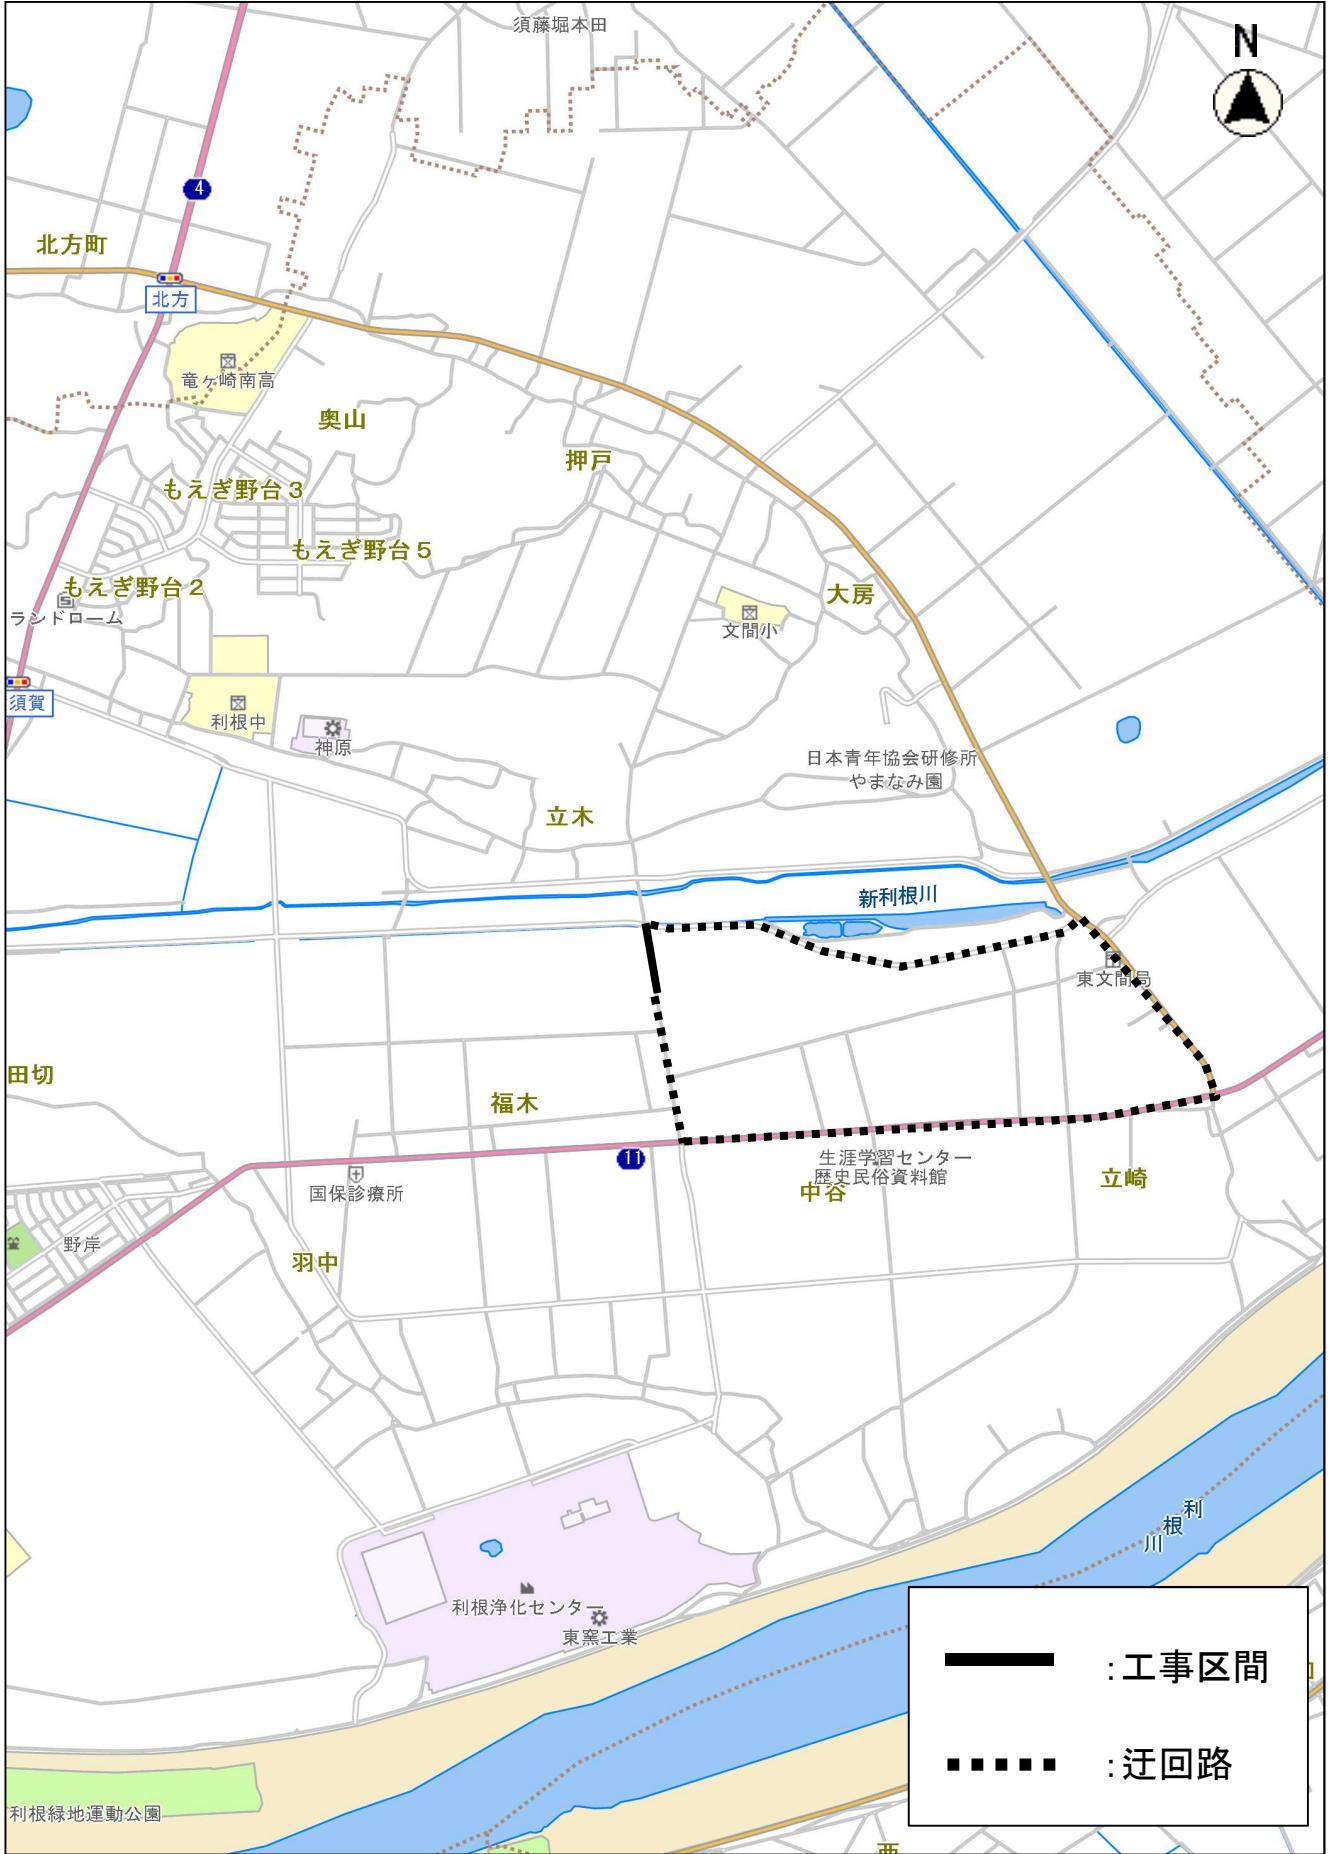 須藤堀本田
N
4
北方町
北方
竜ヶ崎南高
奥山
押戸
もえぎ野台3
もえぎ野台5
もえぎ野台2
ランドローム
大房
文間小
須賀
利根中
神原
日本青年協会研修所
やまなみ園
立木
新利根川
東文間局
田切
福木
11
生涯学習センター
歴史民俗資料館
中谷
立崎
国保診療所
野岸
羽中
利根川
利根浄化センター
東窯工業
:工事区間
:迂回路
利根緑地運動公園